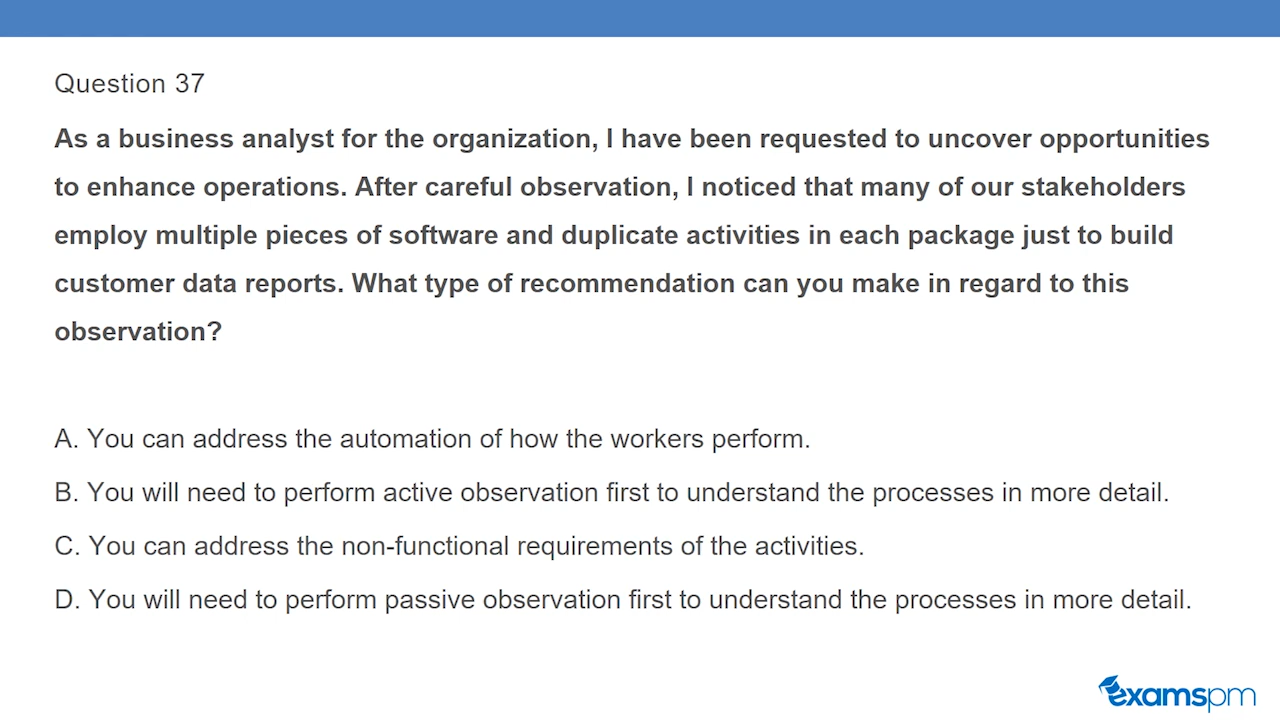 Question 37
As a business analyst for the organization, I have been requested to uncover opportunities
to enhance operations. After careful observation, I noticed that many of our stakeholders
employ multiple pieces of software and duplicate activities in each package just to build
customer data reports. What type of recommendation can you make in regard to this
observation?
A. You can address the automation of how the workers perform.
B. You will need to perform active observation first to understand the processes in more detail.
C. You can address the non-functional requirements of the activities.
D. You will need to perform passive observation first to understand the processes in more detail.
examspm